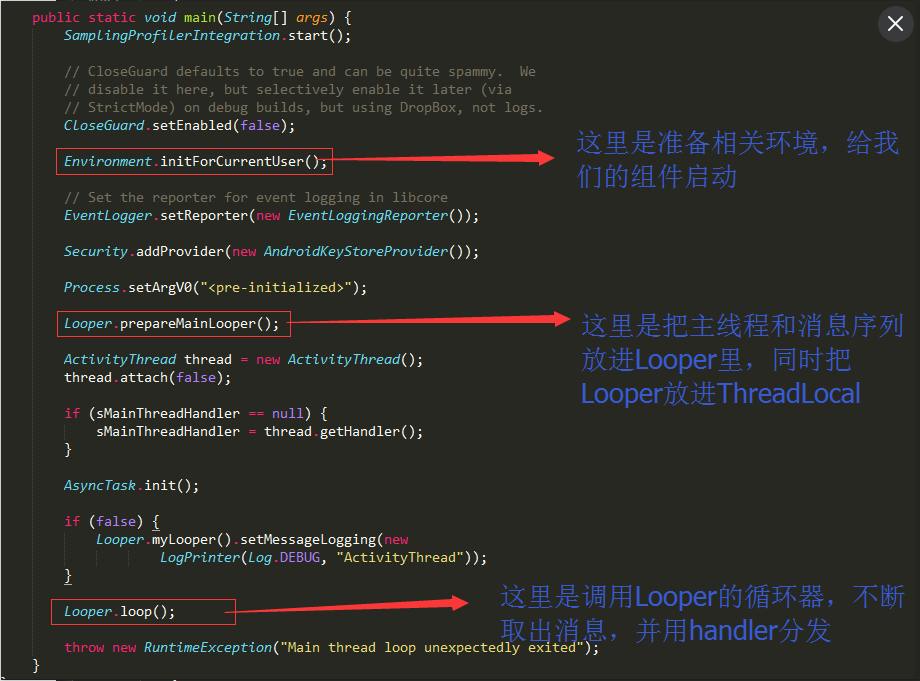 public static void main(String[] args) {
SamplingProfilerIntegration.start();
// CloseGuard defaults to true and can be quite spammy.  We
// disable it here, but selectively enable it later (via
// StrictMode) on debug builds, but using DropBox, not logs.
CloseGuard.setEnabled(false);
Environment.initForCurrentUser();
这里是准备相关环境，给我
们的组件启动
// Set the reporter for event logging in libcore
EventLogger.setReporter(new EventLoggingReporter());
Security.addProvider(new AndroidKeyStoreProvider());
Process.setArgV0("<pre-initialized>");
Looper.prepareMainLooper();
这里是把主线程和消息序列
放进Looper里，同时把
Looper放进ThreadLocal
ActivityThread thread = new ActivityThread();
thread.attach(false);
if (sMainThreadHandler == null) {
sMainThreadHandler = thread.getHandler();
}
AsyncTask.init();
if (false) {
Looper.myLooper().setMessageLogging(new
LogPrinter(Log.DEBUG, "ActivityThread"));
}
Looper.loop();
这里是调用Looper的循环器，不断
取出消息，并用handler分发
throw new RuntimeException("Main thread loop unexpectedly exited");
}